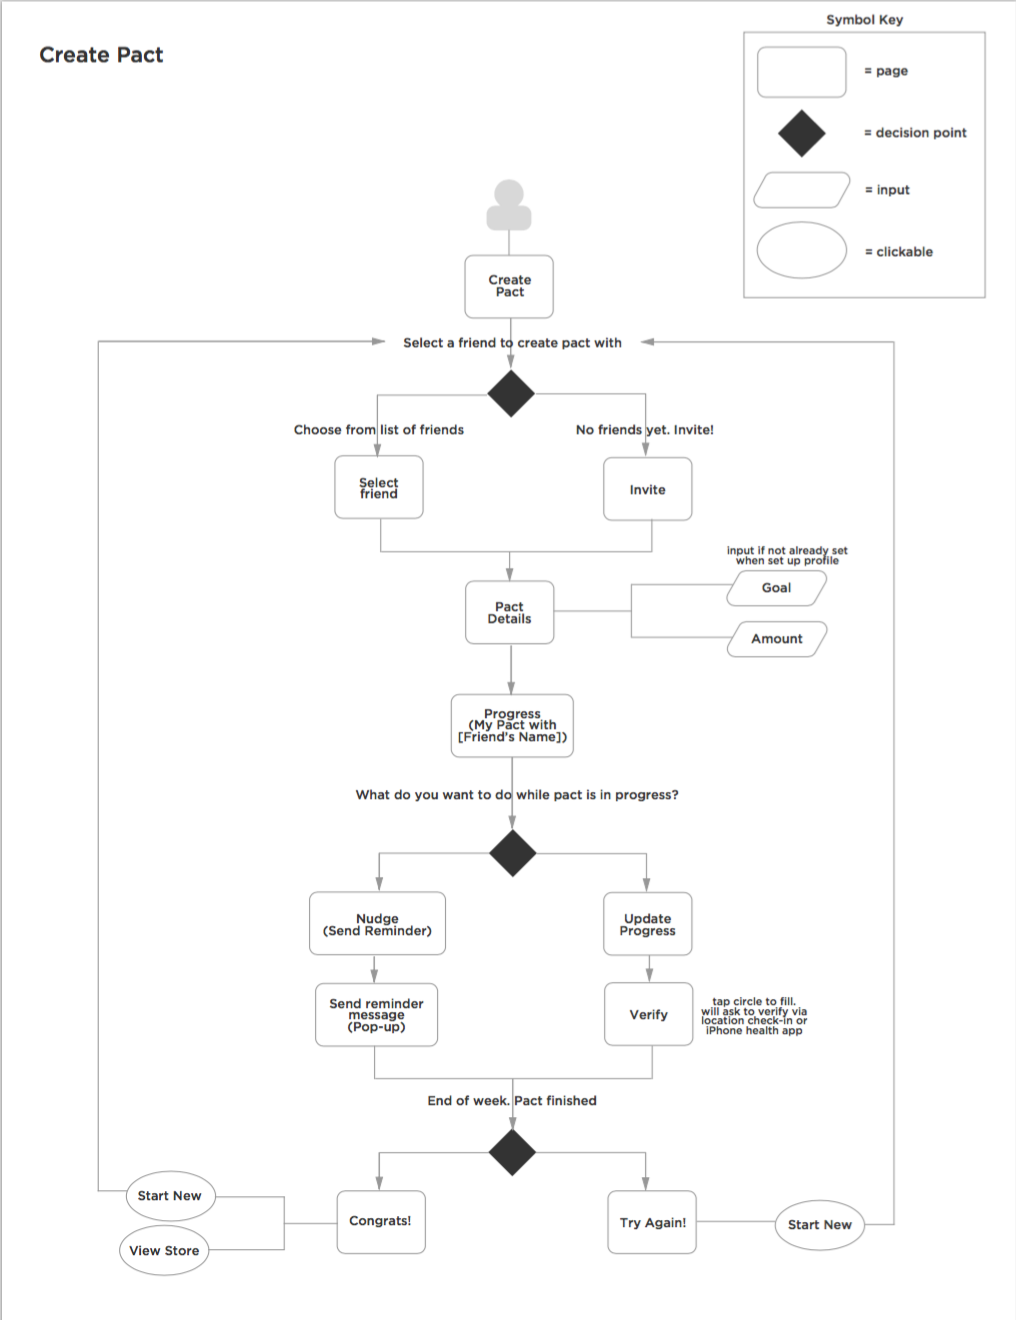 Symbol Key
Create Pact
= page
= decision point
= input
= clickable
Create
Pact
Select a friend to create pact with
Choose from list of friends
No friends yet. Invite!
Select
friend
Invite
input if not already set
when set up profile
Goal
Pact
Details
Amount
Progress
(My Pact with
[Friend's Name])
What do you want to do while pact is in progress?
Nudge
(Send Reminder)
Update
Progress
Send reminder
message
(Pop-up)
Verify
tap circle to fill.
will ask to verify via
location check-in or
iPhone health app
End of week. Pact finished
Start New
View Store
Congrats!
Try Again!
Start New